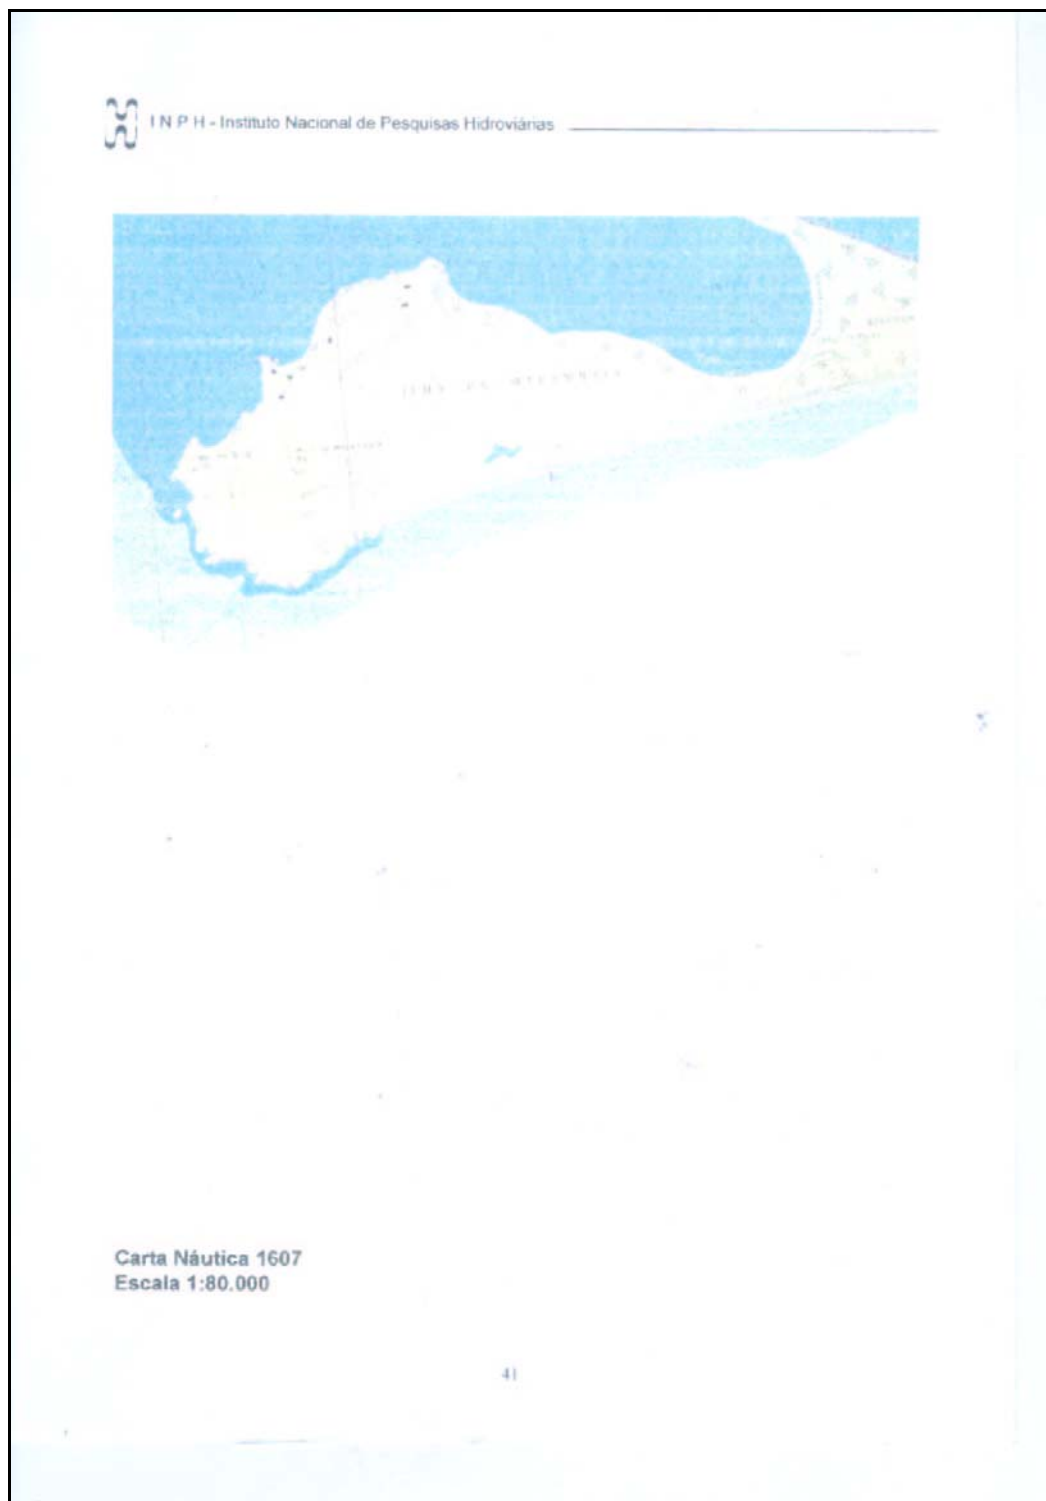 I N P H - Instituto Nacional de Pesquisas Hidroviárias
Carta Náutica 1607
Escala 1:80.000
41